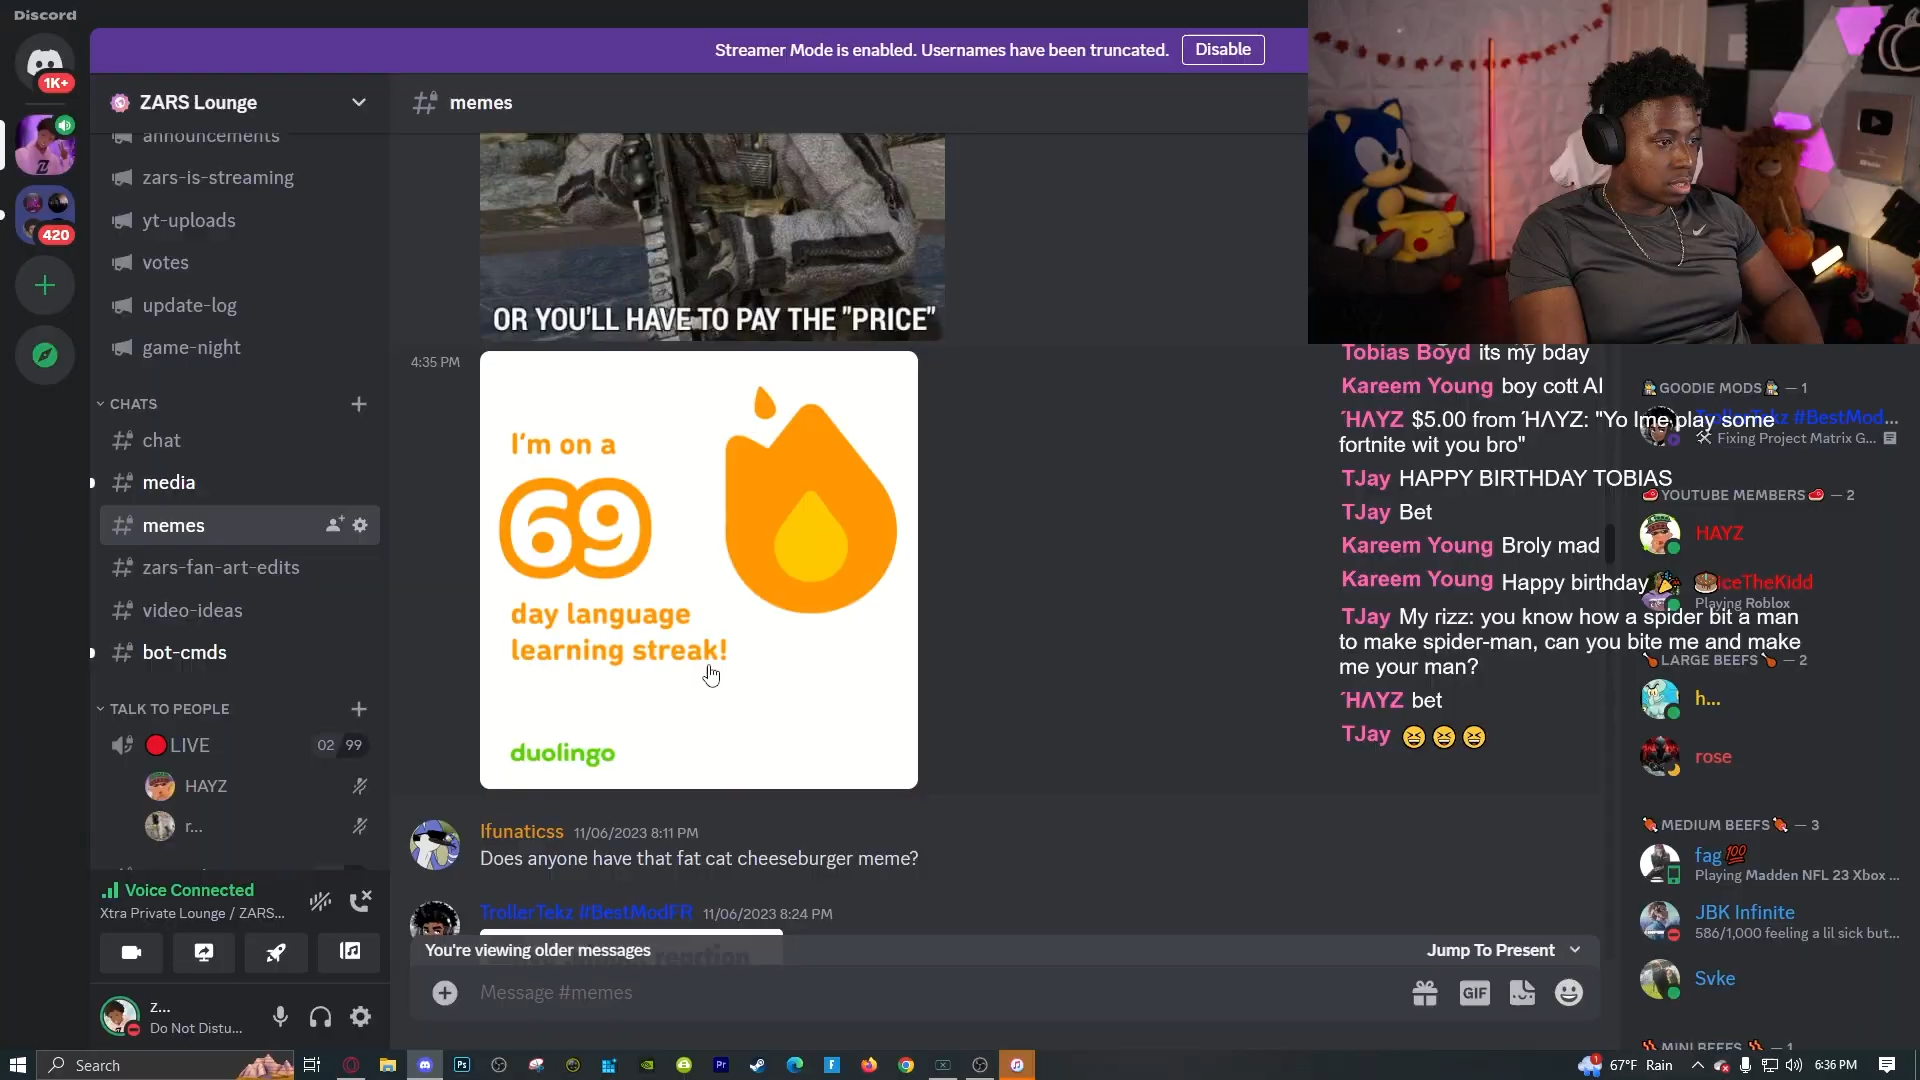 Discord
Streamer Mode is enabled. Usernames have been truncated.
Disable
1K+
420
ZARS Lounge
announcements
zars-is-streaming
yt-uploads
votes
update-log
game-night
CHATS
chat
media
memes
zars-fan-art-edits
video-ideas
bot-cmds
TALK TO PEOPLE
LIVE
02 99
HAYZ
r...
Voice Connected
Xtra Private Lounge / ZARS...
z...
Do Not Distu...
memes
OR YOU'LL HAVE TO PAY THE "PRICE"
4:35 PM
I'm on a
69
day language
learning streak!
duolingo
lfunaticss 11/06/2023 8:11 PM
Does anyone have that fat cat cheeseburger meme?
TrollerTekz #BestModFR 11/06/2023 8:24 PM
You're viewing older messages
Jump To Present
Message #memes
GIF
Tobias Boyd its my bday
Kareem Young boy cott AI
ΉΛYZ $5.00 from ΉΛYZ: "Yo lme play some
fortnite wit you bro"
TJay HAPPY BIRTHDAY TOBIAS
TJay Bet
Kareem Young Broly mad
Kareem Young Happy birthday 🎉 🎂
TJay My rizz: you know how a spider bit a man
to make spider-man, can you bite me and make
me your man?
ΉΛYZ bet
TJay 😆 😆 😆
GOODIE MODS — 1
TrollerTekz #BestMod...
Fixing Project Matrix G...
🥩YOUTUBE MEMBERS🥩 — 2
HAYZ
IceTheKidd
Playing Roblox
🍗LARGE BEEFS🍗 — 2
h...
rose
🍖MEDIUM BEEFS🍖 — 3
fag💯
Playing Madden NFL 23 Xbox ...
JBK Infinite
586/1,000 feeling a lil sick but...
Svke
🥓MINI BEEFS🥓 — 1
Search
67°F Rain
6:36 PM